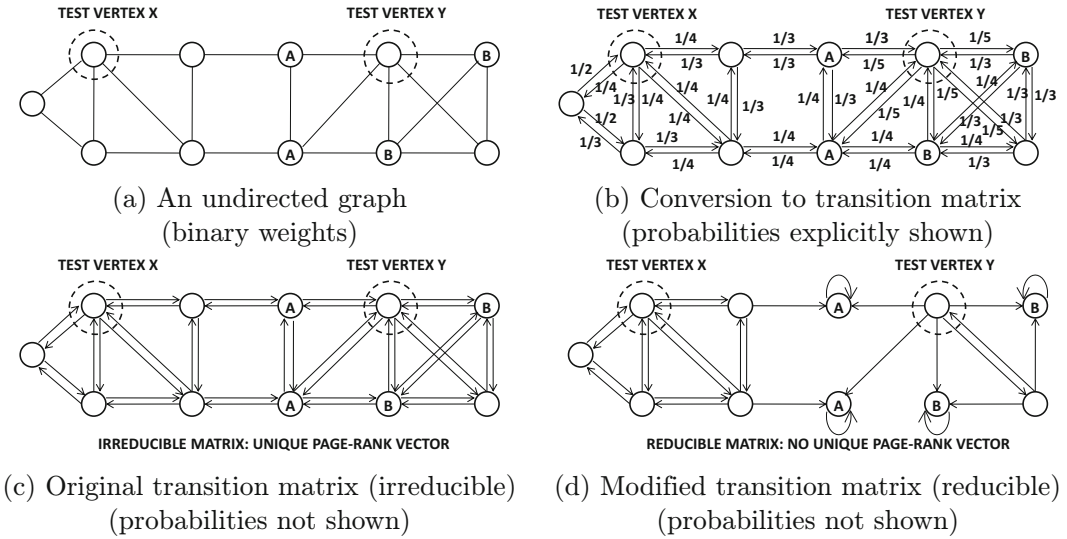 TEST VERTEX X TEST VERTEX Y
A B
A B
(a) An undirected graph
(binary weights)
TEST VERTEX X TEST VERTEX Y
1/4 1/3 1/3 1/5
A B
1/2 1/3 1/3 1/5 1/3
1/4 1/4 1/4 1/5 1/4
1/3 1/4 1/4 1/4 1/3 1/4 1/3 1/3
1/2 1/4 1/3 1/5 1/3 1/5
1/3 1/3 1/4 1/4 1/4
A B
1/4 1/4 1/4 1/3
(b) Conversion to transition matrix
(probabilities explicitly shown)
TEST VERTEX X TEST VERTEX Y
A B
A B
IRREDUCIBLE MATRIX: UNIQUE PAGE-RANK VECTOR
(c) Original transition matrix (irreducible)
(probabilities not shown)
TEST VERTEX X TEST VERTEX Y
A B
A B
REDUCIBLE MATRIX: NO UNIQUE PAGE-RANK VECTOR
(d) Modified transition matrix (reducible)
(probabilities not shown)